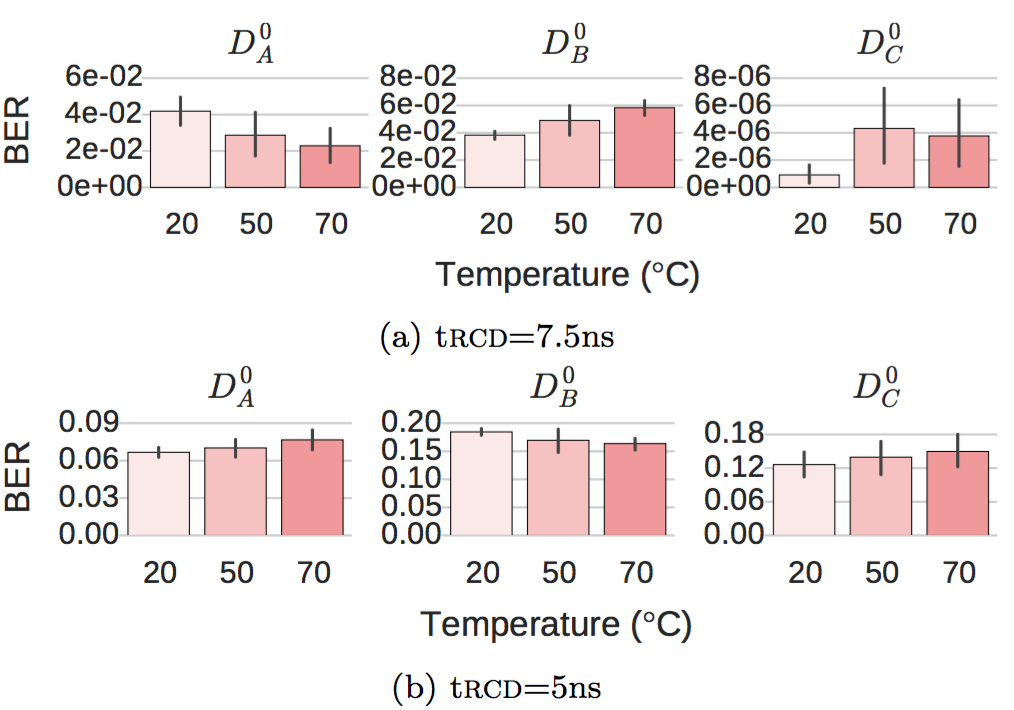 D_A^0 D_B^0 D_C^0
BER
6e-02 4e-02 2e-02 0e+00
8e-02 6e-02 4e-02 2e-02 0e+00
8e-06 6e-06 4e-06 2e-06 0e+00
20 50 70 20 50 70 20 50 70
Temperature (°C)
(a) tRCD=7.5ns
D_A^0 D_B^0 D_C^0
BER
0.09 0.06 0.03 0.00
0.20 0.15 0.10 0.05 0.00
0.18 0.12 0.06 0.00
20 50 70 20 50 70 20 50 70
Temperature (°C)
(b) tRCD=5ns